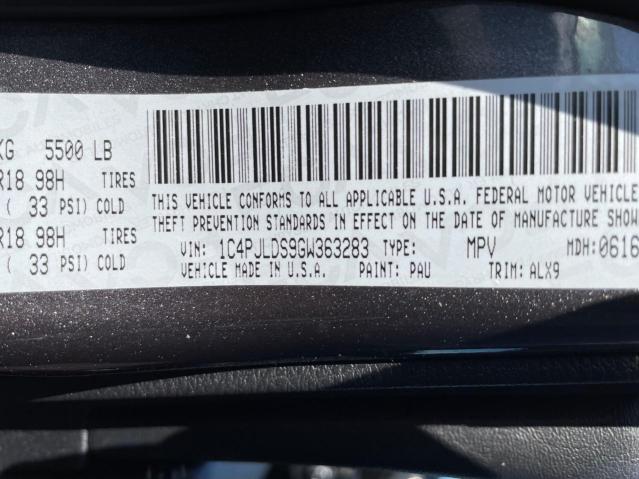 KG 5500 LB
R18 98H TIRES
( 33 PSI) COLD
R18 98H TIRES
( 33 PSI) COLD
THIS VEHICLE CONFORMS TO ALL APPLICABLE U.S.A. FEDERAL MOTOR VEHICLE
THEFT PREVENTION STANDARDS IN EFFECT ON THE DATE OF MANUFACTURE SHO
VIN: 1C4PJLDS9GW363283 TYPE: MPV MDH:0616
VEHICLE MADE IN U.S.A. PAINT: PAU TRIM: ALX9